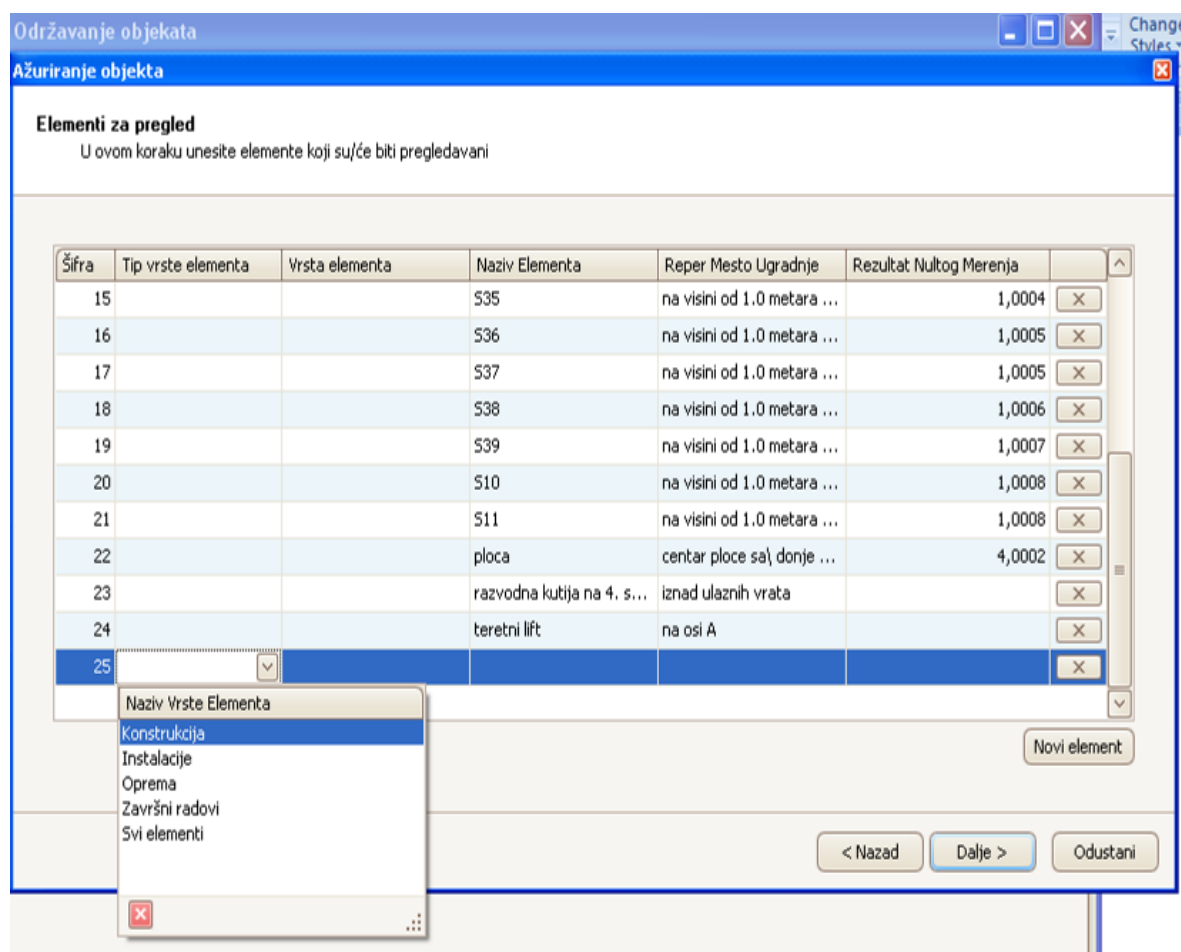 Održavanje objekata
Change
Styles
Ažuriranje objekta
Elementi za pregled
U ovom koraku unesite elemente koji su/će biti pregledavani
Šifra Tip vrste elementa Vrsta elementa Naziv Elementa Reper Mesto Ugradnje Rezultat Nultog Merenja
15 S35 na visini od 1.0 metara ... 1,0004 X
16 S36 na visini od 1.0 metara ... 1,0005 X
17 S37 na visini od 1.0 metara ... 1,0005 X
18 S38 na visini od 1.0 metara ... 1,0006 X
19 S39 na visini od 1.0 metara ... 1,0007 X
20 S10 na visini od 1.0 metara ... 1,0008 X
21 S11 na visini od 1.0 metara ... 1,0008 X
22 ploca centar ploce sa\ donje ... 4,0002 X
23 razvodna kutija na 4. s... iznad ulaznih vrata X
24 teretni lift na osi A X
25 X
Naziv Vrste Elementa
Konstrukcija
Instalacije
Oprema
Završni radovi
Svi elementi
Novi element
< Nazad Dalje > Odustani